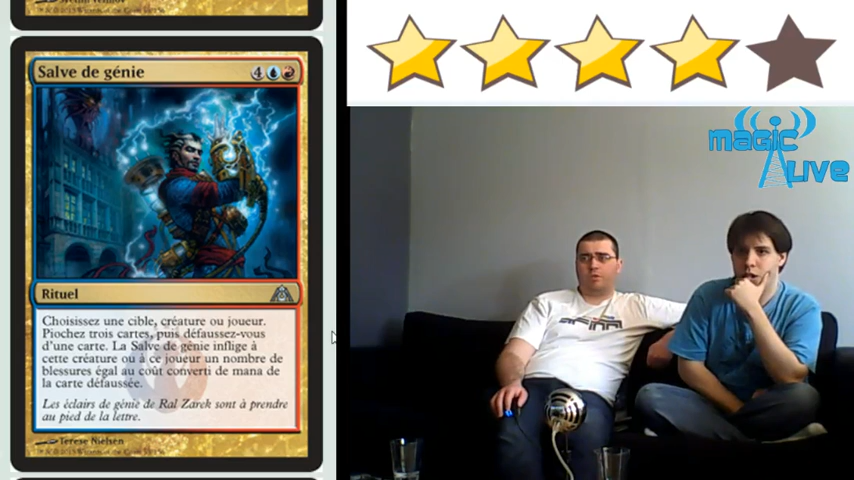 Salve de génie
4
Rituel
Choisissez une cible, créature ou joueur.
Piochez trois cartes, puis défaussez-vous
d'une carte. La Salve de génie inflige à
cette créature ou à ce joueur un nombre de
blessures égal au coût converti de mana de
la carte défaussée.
Les éclairs de génie de Ral Zarek sont à prendre
au pied de la lettre.
Terese Nielsen
magic
LIVE